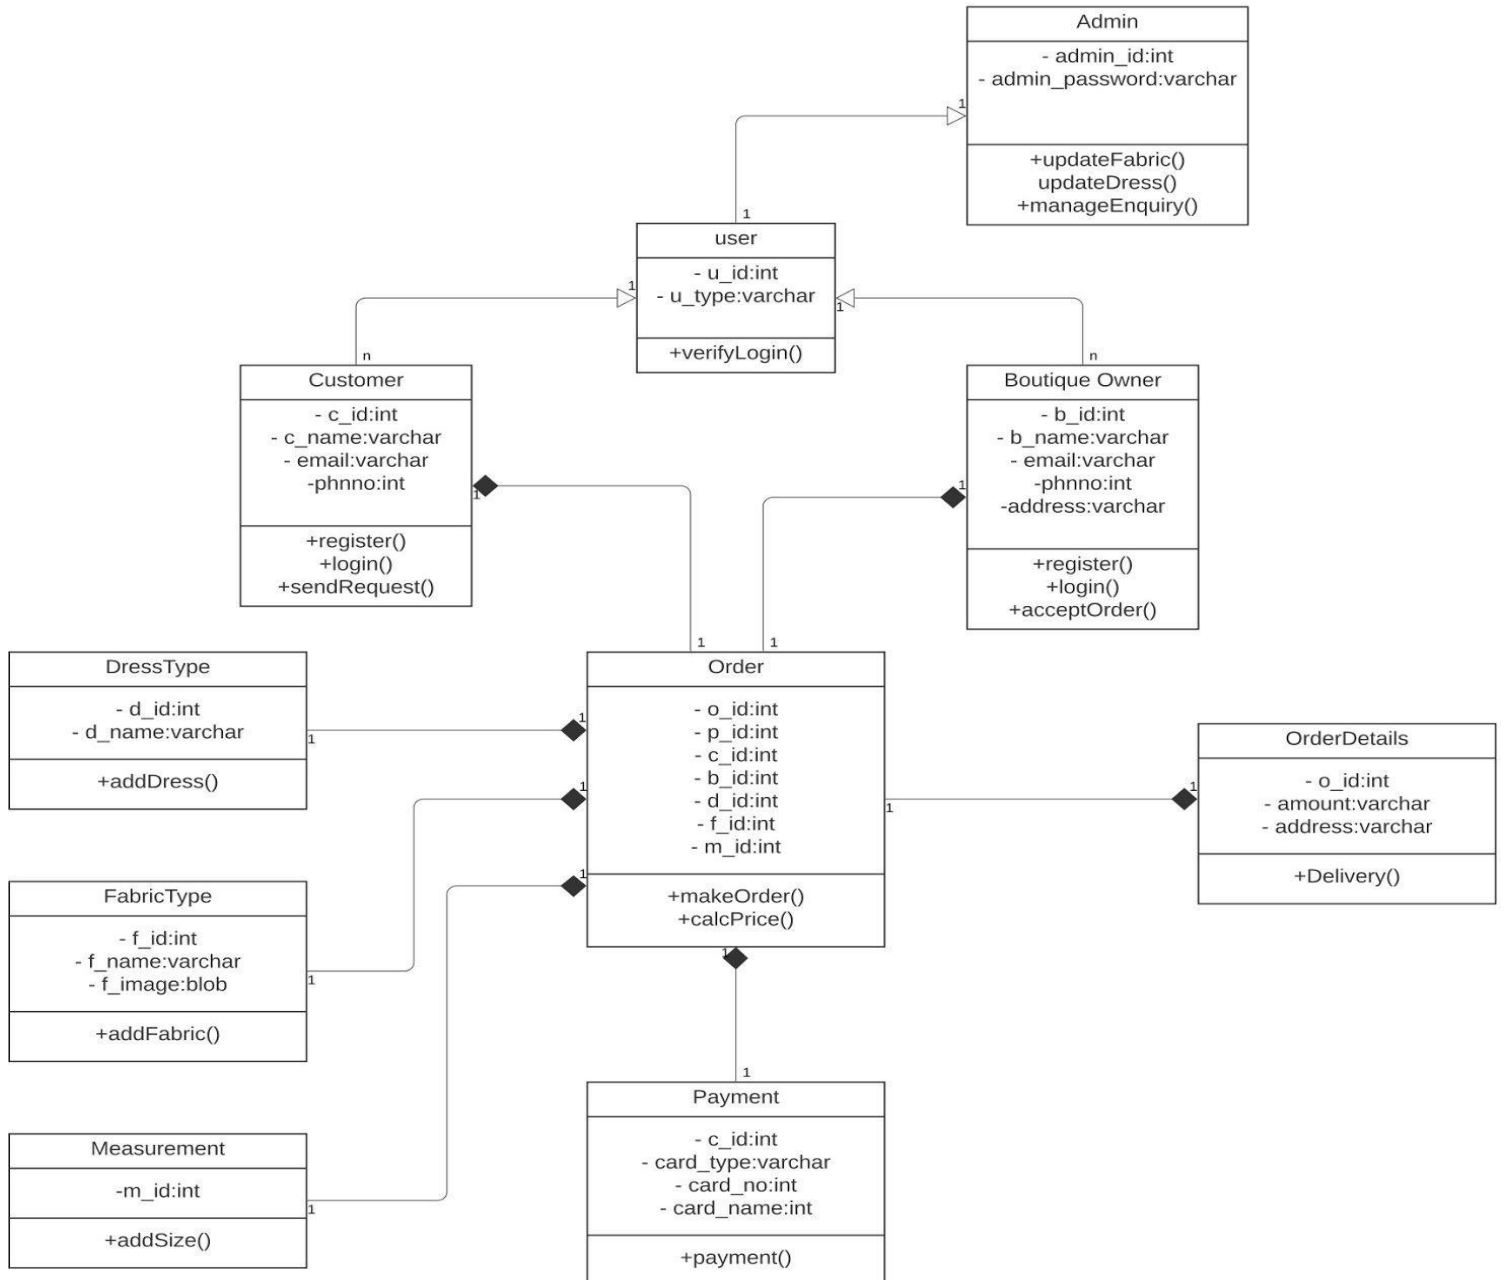 Admin
- admin_id:int
- admin_password:varchar
+updateFabric()
updateDress()
+manageEnquiry()
1
1
user
- u_id:int
- u_type:varchar
+verifyLogin()
1
1
n
n
Customer
- c_id:int
- c_name:varchar
- email:varchar
-phnno:int
+register()
+login()
+sendRequest()
1
Boutique Owner
- b_id:int
- b_name:varchar
- email:varchar
-phnno:int
-address:varchar
+register()
+login()
+acceptOrder()
1
1
1
DressType
- d_id:int
- d_name:varchar
+addDress()
1
1
Order
- o_id:int
- p_id:int
- c_id:int
- b_id:int
- d_id:int
- f_id:int
- m_id:int
+makeOrder()
+calcPrice()
1
1
1
1
OrderDetails
- o_id:int
- amount:varchar
- address:varchar
+Delivery()
1
FabricType
- f_id:int
- f_name:varchar
- f_image:blob
+addFabric()
1
Measurement
-m_id:int
+addSize()
1
1
Payment
- c_id:int
- card_type:varchar
- card_no:int
- card_name:int
+payment()